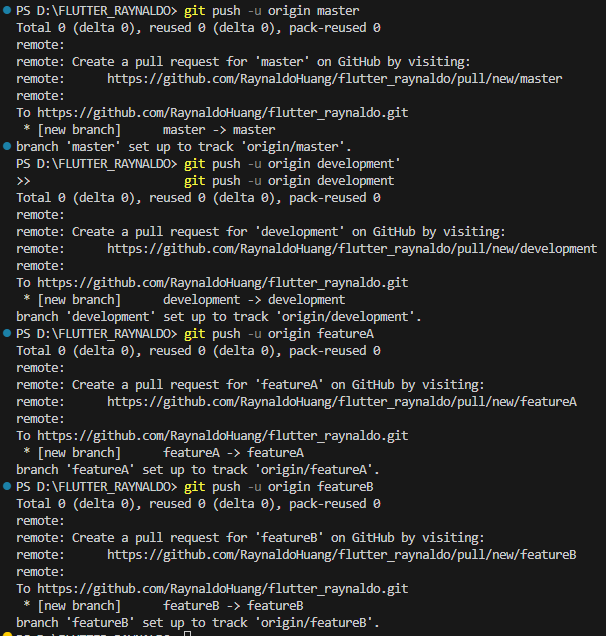 PS D:\FLUTTER_RAYNALDO> git push -u origin master
Total 0 (delta 0), reused 0 (delta 0), pack-reused 0
remote:
remote: Create a pull request for 'master' on GitHub by visiting:
remote:      https://github.com/RaynaldoHuang/flutter_raynaldo/pull/new/master
remote:
To https://github.com/RaynaldoHuang/flutter_raynaldo.git
 * [new branch]      master -> master
branch 'master' set up to track 'origin/master'.
PS D:\FLUTTER_RAYNALDO> git push -u origin development'
>>                      git push -u origin development
Total 0 (delta 0), reused 0 (delta 0), pack-reused 0
remote:
remote: Create a pull request for 'development' on GitHub by visiting:
remote:      https://github.com/RaynaldoHuang/flutter_raynaldo/pull/new/development
remote:
To https://github.com/RaynaldoHuang/flutter_raynaldo.git
 * [new branch]      development -> development
branch 'development' set up to track 'origin/development'.
PS D:\FLUTTER_RAYNALDO> git push -u origin featureA
Total 0 (delta 0), reused 0 (delta 0), pack-reused 0
remote:
remote: Create a pull request for 'featureA' on GitHub by visiting:
remote:      https://github.com/RaynaldoHuang/flutter_raynaldo/pull/new/featureA
remote:
To https://github.com/RaynaldoHuang/flutter_raynaldo.git
 * [new branch]      featureA -> featureA
branch 'featureA' set up to track 'origin/featureA'.
PS D:\FLUTTER_RAYNALDO> git push -u origin featureB
Total 0 (delta 0), reused 0 (delta 0), pack-reused 0
remote:
remote: Create a pull request for 'featureB' on GitHub by visiting:
remote:      https://github.com/RaynaldoHuang/flutter_raynaldo/pull/new/featureB
remote:
To https://github.com/RaynaldoHuang/flutter_raynaldo.git
 * [new branch]      featureB -> featureB
branch 'featureB' set up to track 'origin/featureB'.